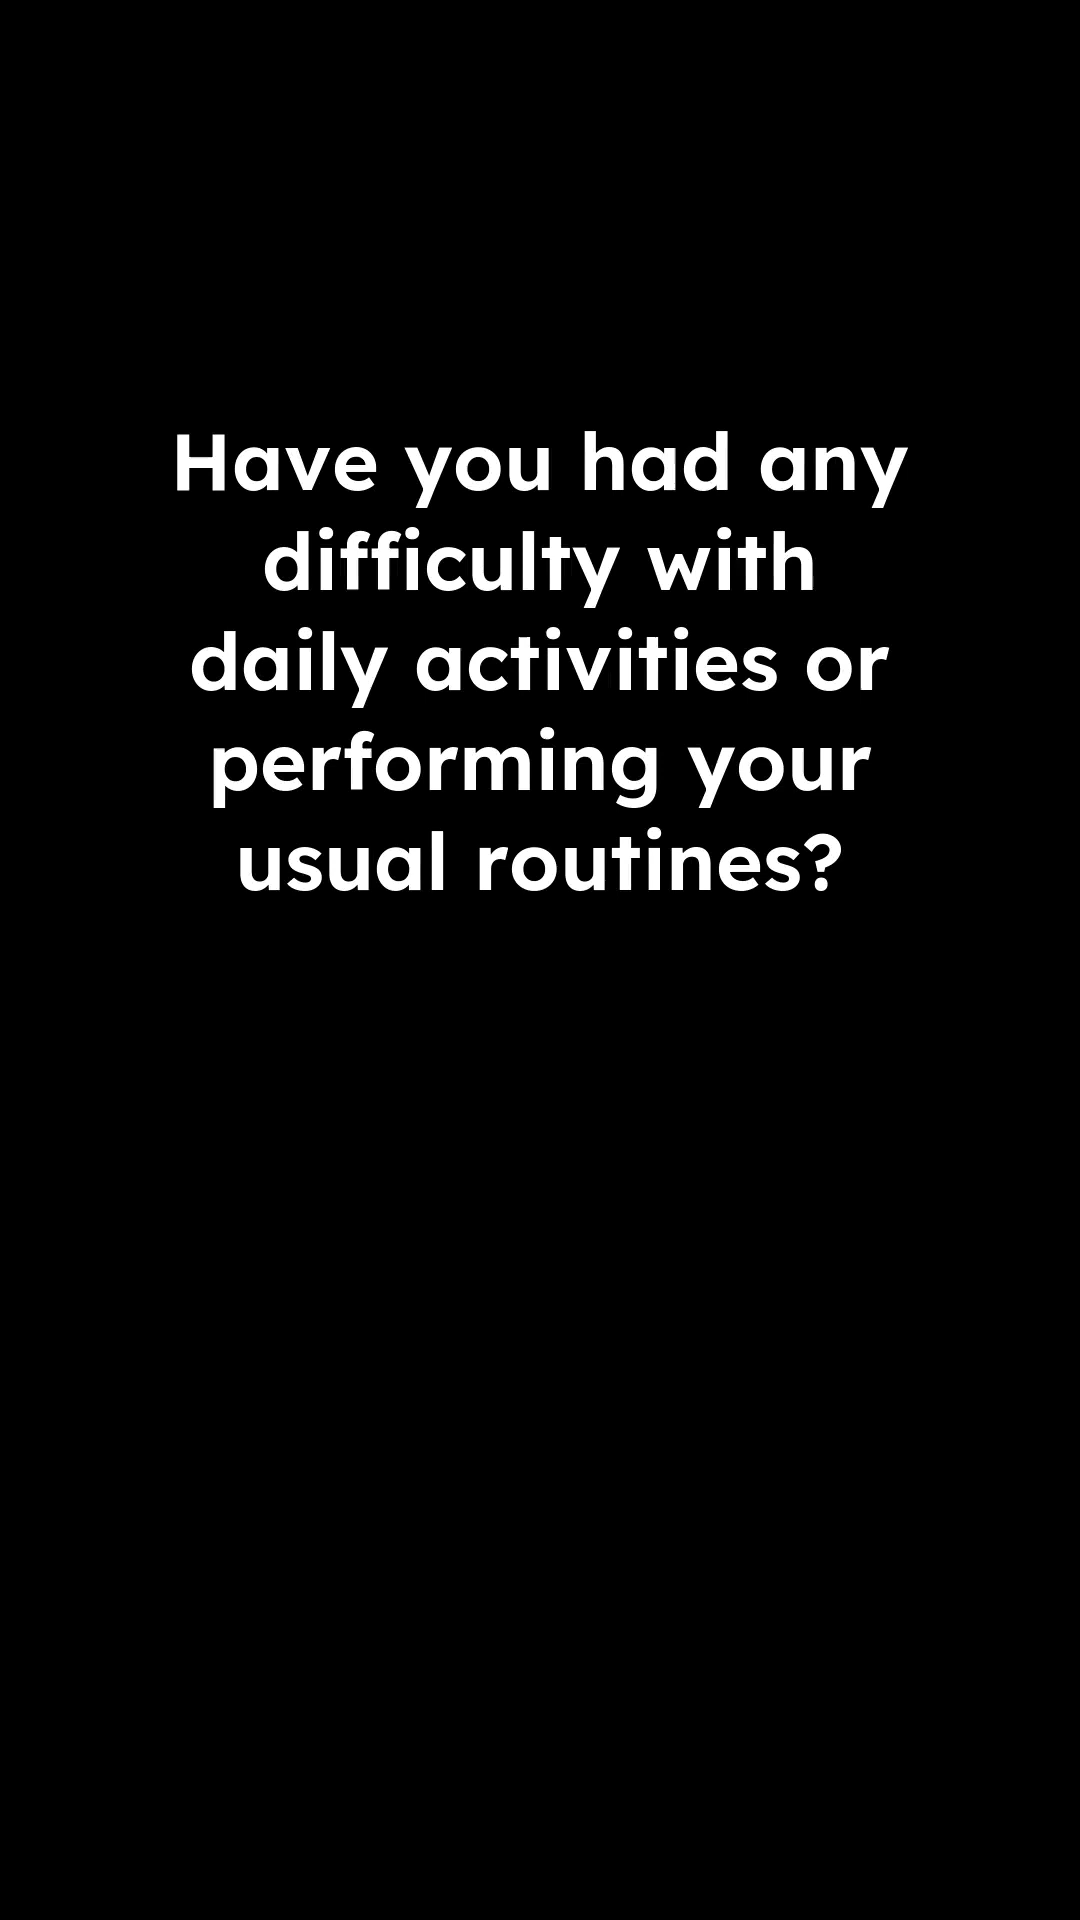 Have you had any
difficulty with
daily activities or
performing your
usual routines?